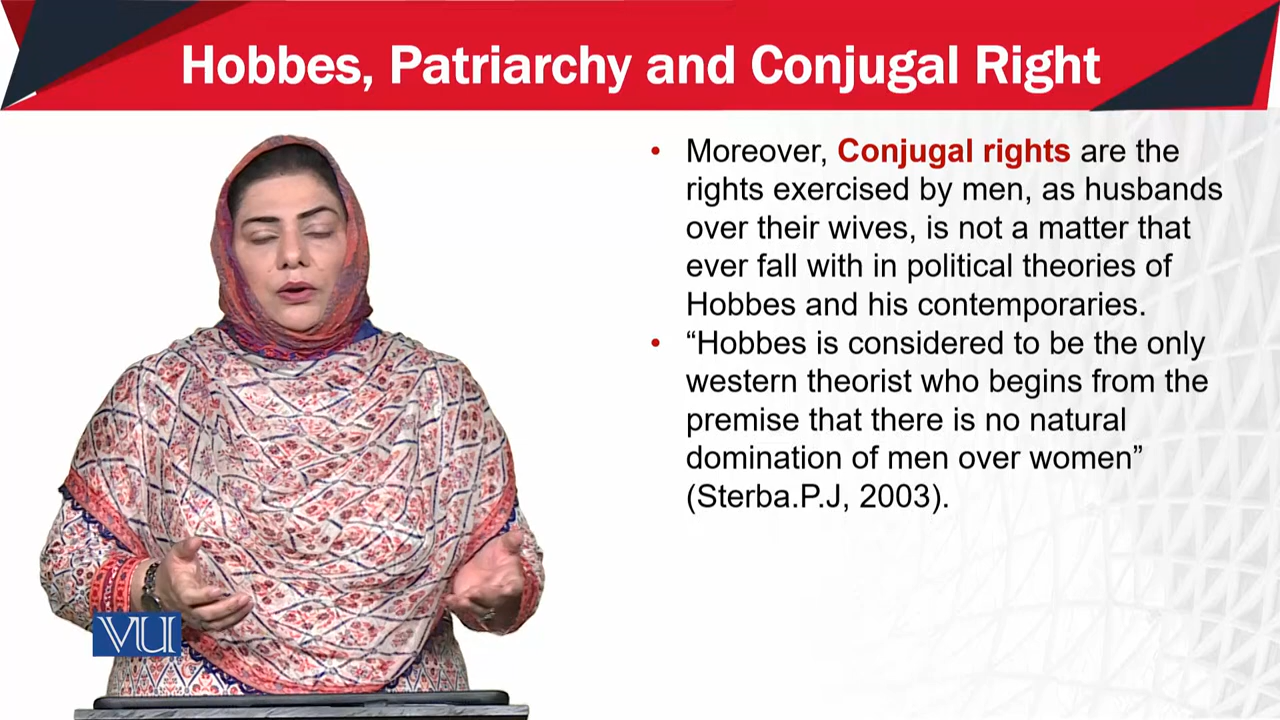 Hobbes, Patriarchy and Conjugal Right
• Moreover, Conjugal rights are the
rights exercised by men, as husbands
over their wives, is not a matter that
ever fall with in political theories of
Hobbes and his contemporaries.
• “Hobbes is considered to be the only
western theorist who begins from the
premise that there is no natural
domination of men over women”
(Sterba.P.J, 2003).
VU